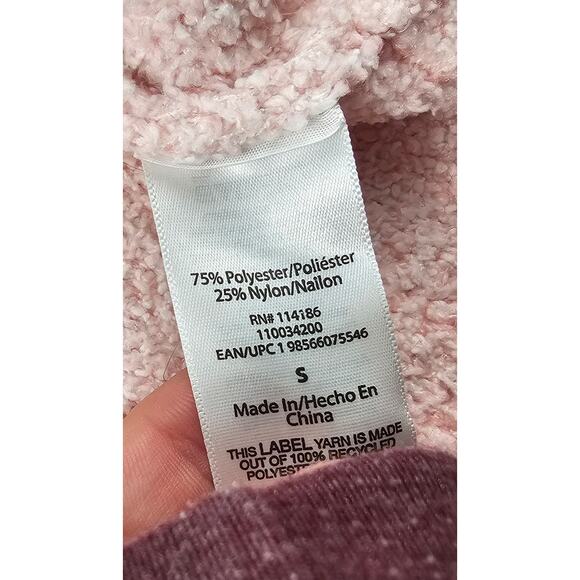 75% Polyester/Poliéster
25% Nylon/Nailon
RN# 114186
110034200
EAN/UPC 1 98566075546
S
Made In/Hecho En
China
THIS LABEL YARN IS MADE
OUT OF 100% RECYCLED
POLYEST